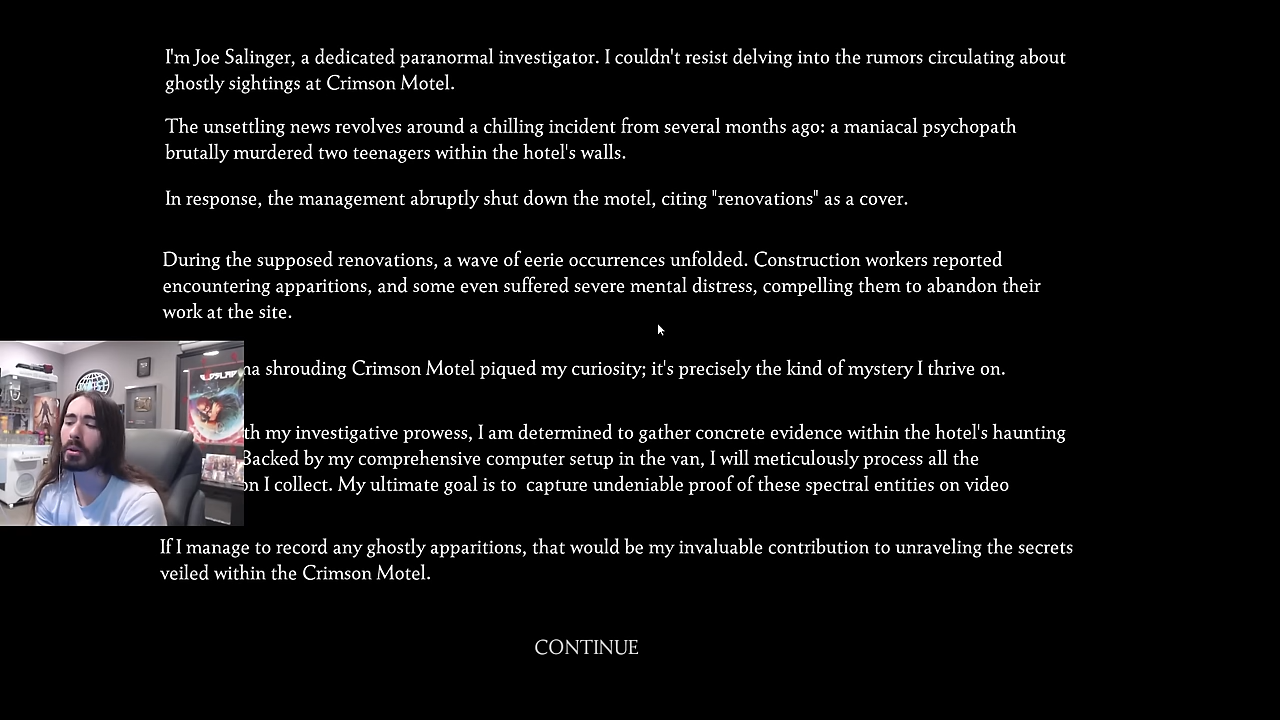 I'm Joe Salinger, a dedicated paranormal investigator. I couldn't resist delving into the rumors circulating about
ghostly sightings at Crimson Motel.
The unsettling news revolves around a chilling incident from several months ago: a maniacal psychopath
brutally murdered two teenagers within the hotel's walls.
In response, the management abruptly shut down the motel, citing "renovations" as a cover.
During the supposed renovations, a wave of eerie occurrences unfolded. Construction workers reported
encountering apparitions, and some even suffered severe mental distress, compelling them to abandon their
work at the site.
shrouding Crimson Motel piqued my curiosity; it's precisely the kind of mystery I thrive on.
my investigative prowess, I am determined to gather concrete evidence within the hotel's haunting
Backed by my comprehensive computer setup in the van, I will meticulously process all the
I collect. My ultimate goal is to  capture undeniable proof of these spectral entities on video
If I manage to record any ghostly apparitions, that would be my invaluable contribution to unraveling the secrets
veiled within the Crimson Motel.
CONTINUE